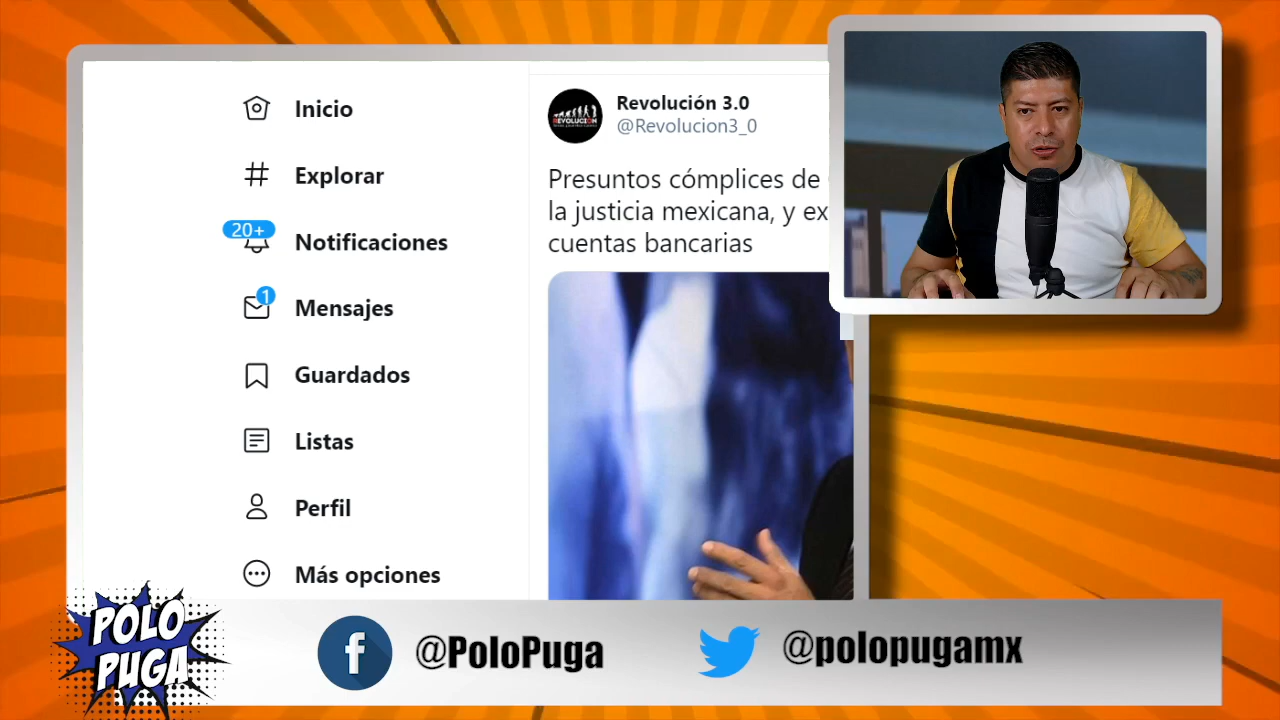 Inicio
Explorar
20+
Notificaciones
1
Mensajes
Guardados
Listas
Perfil
Más opciones
REVOLUCIÓN
Revolución 3.0
@Revolucion3_0
Presuntos cómplices de
la justicia mexicana, y ex
cuentas bancarias
POLO
PUGA
f
@PoloPuga
@polopugamx